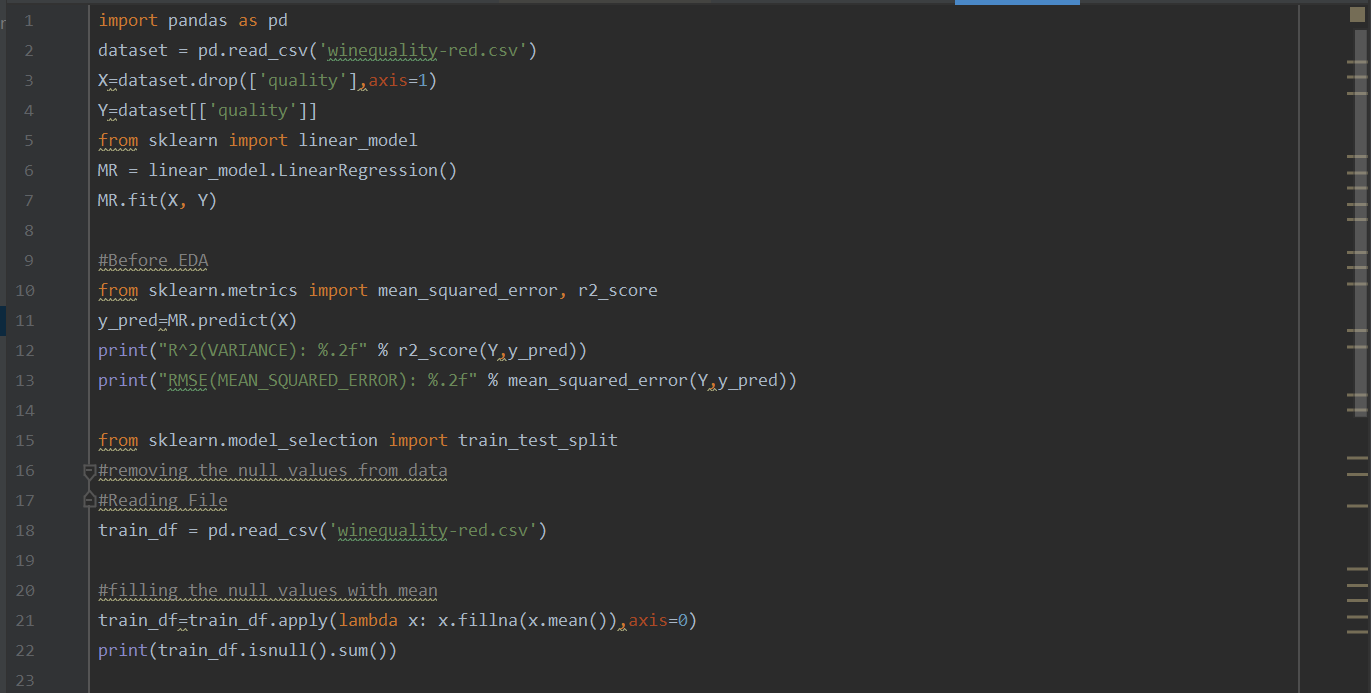 1 import pandas as pd
2 dataset = pd.read_csv('winequality-red.csv')
3 X=dataset.drop(['quality'],axis=1)
4 Y=dataset[['quality']]
5 from sklearn import linear_model
6 MR = linear_model.LinearRegression()
7 MR.fit(X, Y)
8
9 #Before EDA
10 from sklearn.metrics import mean_squared_error, r2_score
11 y_pred=MR.predict(X)
12 print("R^2(VARIANCE): %.2f" % r2_score(Y,y_pred))
13 print("RMSE(MEAN_SQUARED_ERROR): %.2f" % mean_squared_error(Y,y_pred))
14
15 from sklearn.model_selection import train_test_split
16 #removing the null values from data
17 #Reading File
18 train_df = pd.read_csv('winequality-red.csv')
19
20 #filling the null values with mean
21 train_df=train_df.apply(lambda x: x.fillna(x.mean()),axis=0)
22 print(train_df.isnull().sum())
23